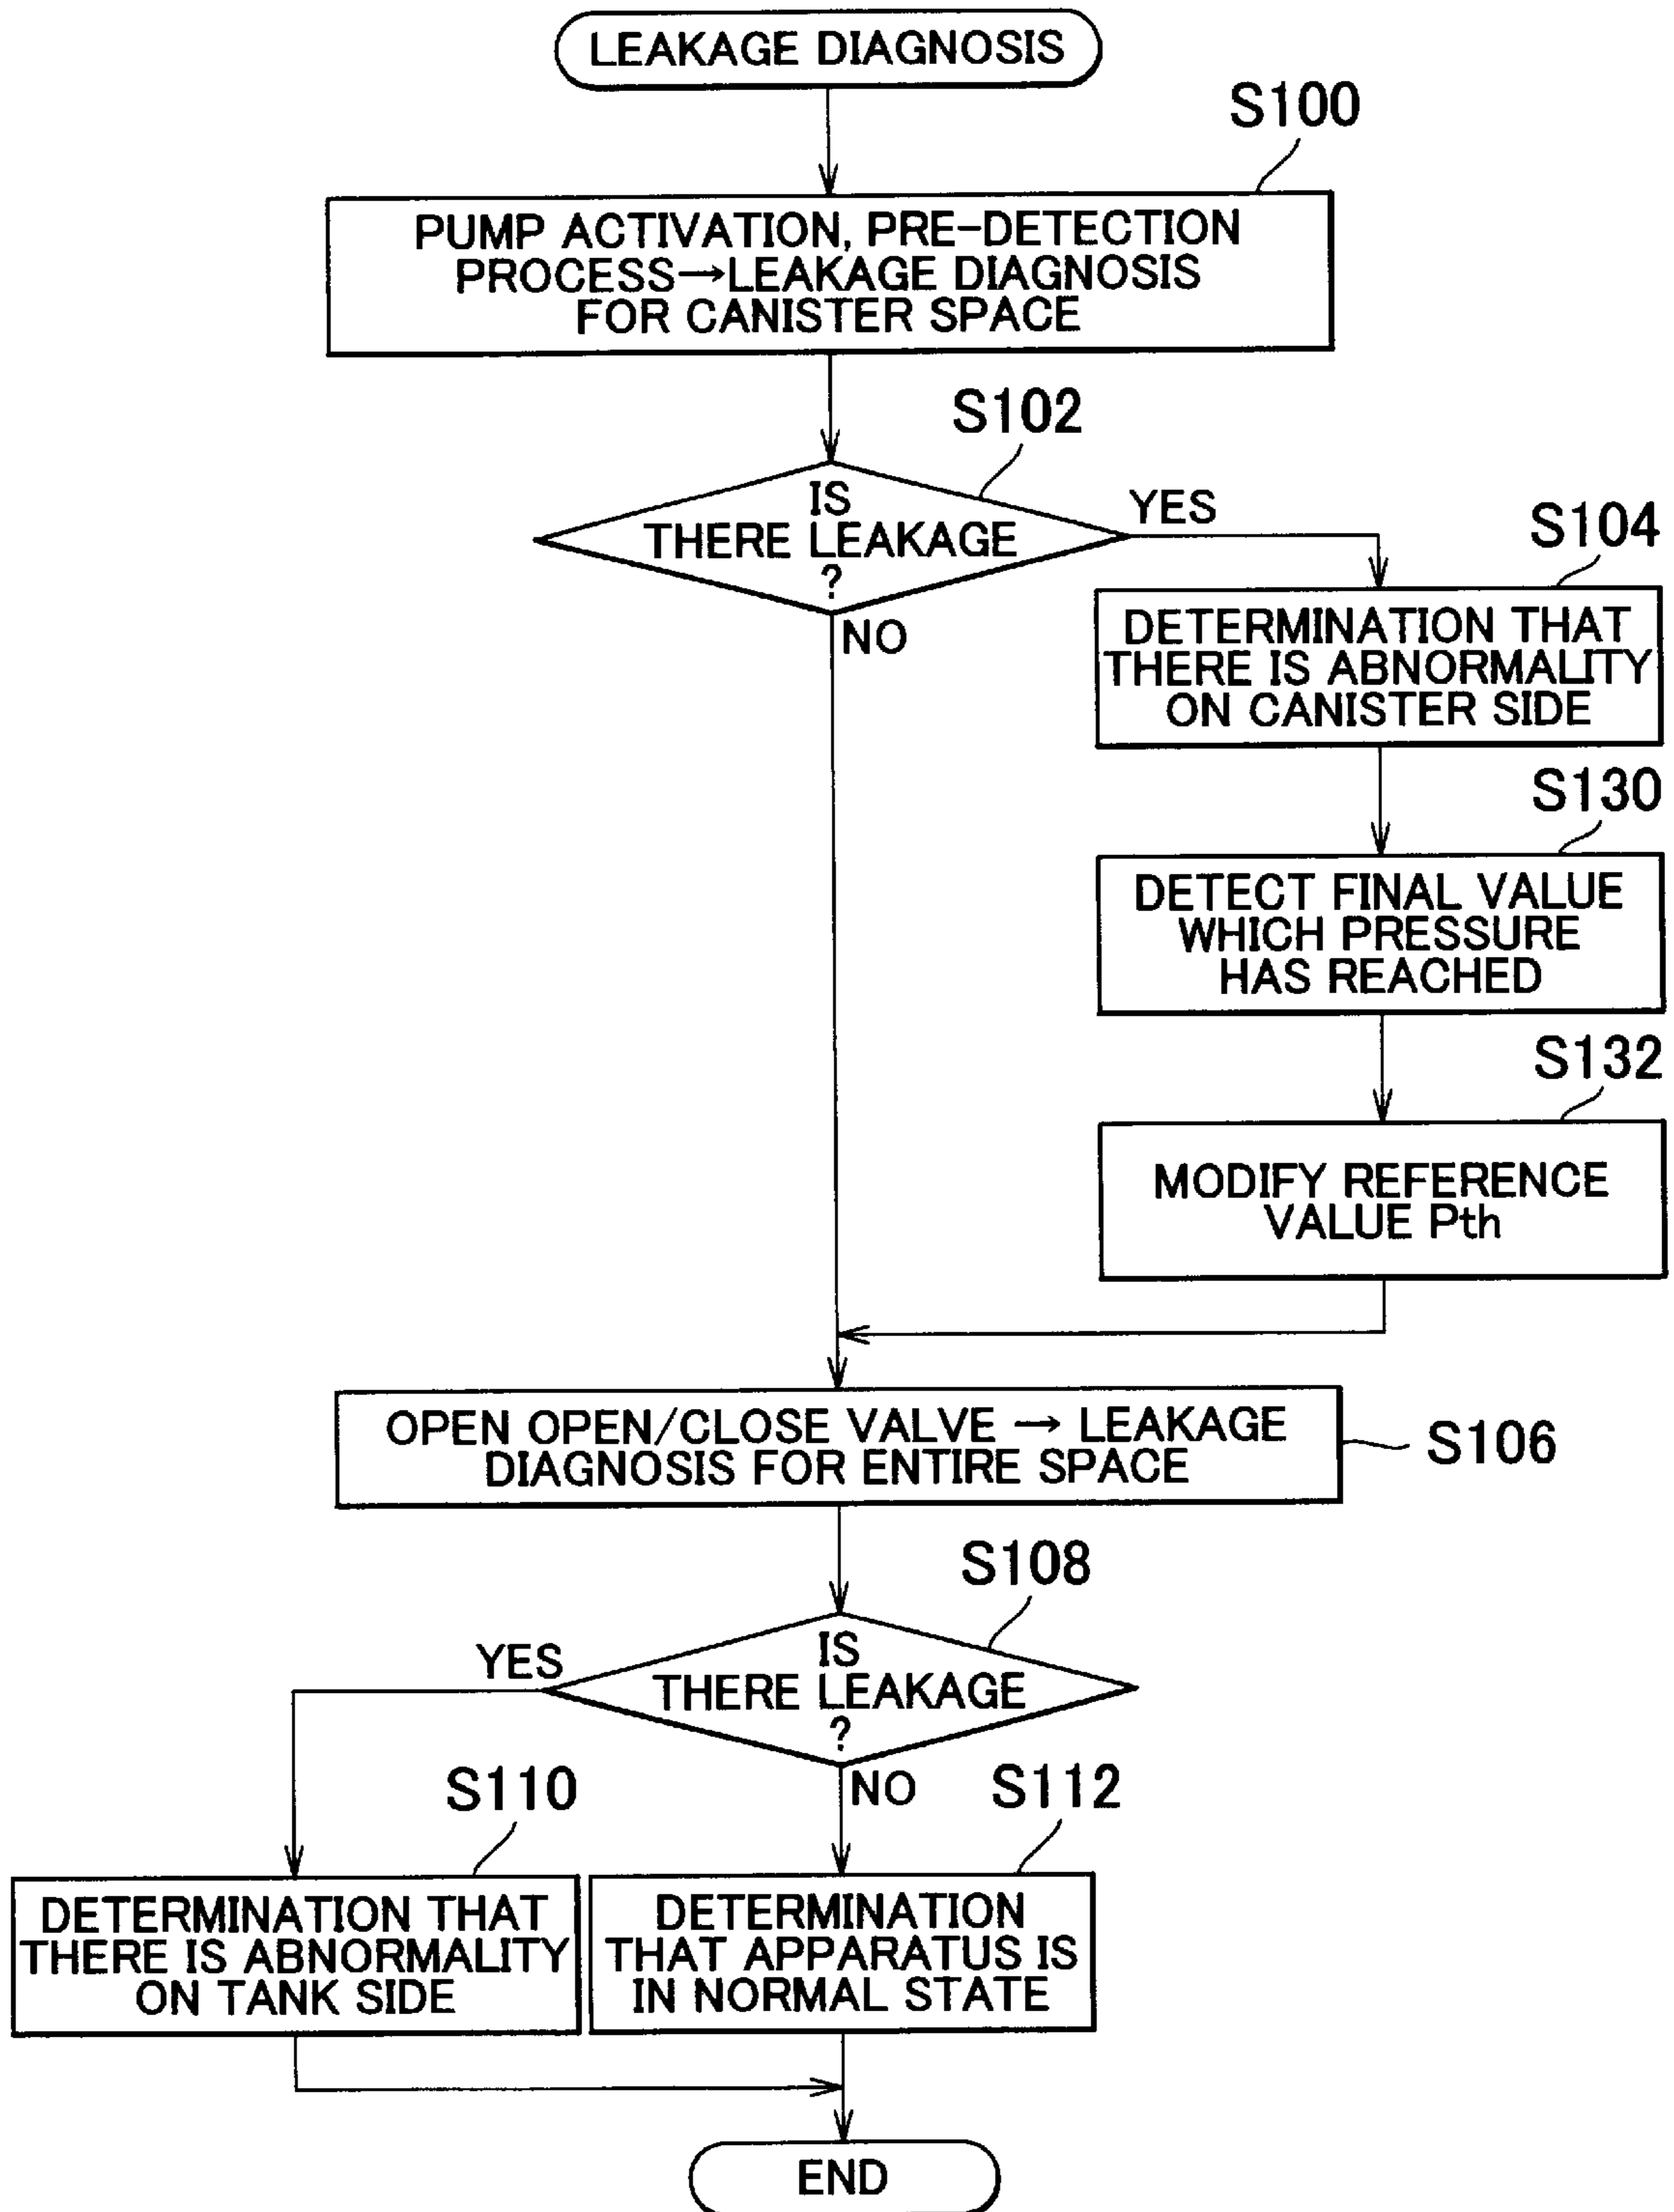 LEAKAGE DIAGNOSIS
S100
PUMP ACTIVATION, PRE-DETECTION
PROCESS→LEAKAGE DIAGNOSIS
FOR CANISTER SPACE
S102
IS
THERE LEAKAGE
?
YES
NO
S104
DETERMINATION THAT
THERE IS ABNORMALITY
ON CANISTER SIDE
S130
DETECT FINAL VALUE
WHICH PRESSURE
HAS REACHED
S132
MODIFY REFERENCE
VALUE Pth
OPEN OPEN/CLOSE VALVE → LEAKAGE
DIAGNOSIS FOR ENTIRE SPACE
S106
S108
IS
THERE LEAKAGE
?
YES
NO
S110
DETERMINATION THAT
THERE IS ABNORMALITY
ON TANK SIDE
S112
DETERMINATION
THAT APPARATUS IS
IN NORMAL STATE
END